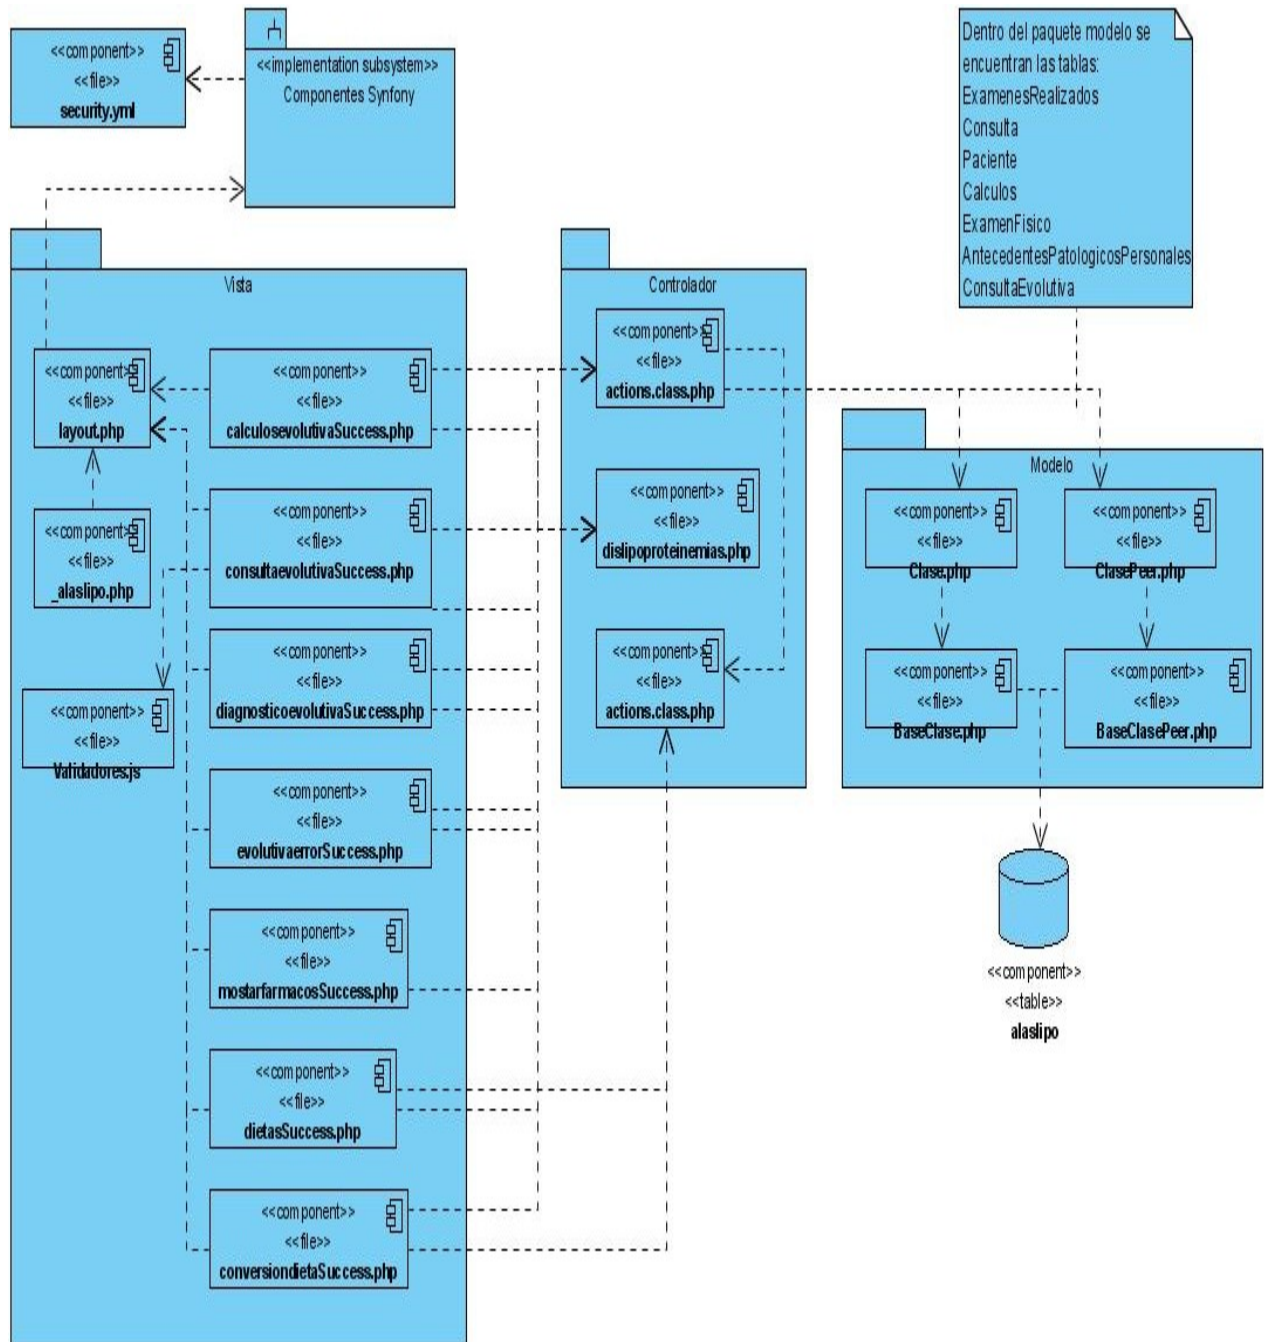 <<component>>
<<file>>
security.yml
<<implementation subsystem>>
Componentes Synfony
Dentro del paquete modelo se
encuentran las tablas:
ExamenesRealizados
Consulta
Paciente
Calculos
ExamenFisico
AntecedentesPatologicosPersonales
ConsultaEvolutiva
Vista
<<component>>
<<file>>
layout.php
<<component>>
<<file>>
calculosevolutivaSuccess.php
<<component>>
<<file>>
_alaslipo.php
<<component>>
<<file>>
consultaevolutivaSuccess.php
<<component>>
<<file>>
Validadores.js
<<component>>
<<file>>
diagnosticoevolutivaSuccess.php
<<component>>
<<file>>
evolutivaerrorSuccess.php
<<component>>
<<file>>
mostarfarmacosSuccess.php
<<component>>
<<file>>
dietasSuccess.php
<<component>>
<<file>>
conversiondietaSuccess.php
Controlador
<<component>>
<<file>>
actions.class.php
<<component>>
<<file>>
dislipoproteinemias.php
<<component>>
<<file>>
actions.class.php
Modelo
<<component>>
<<file>>
Clase.php
<<component>>
<<file>>
ClasePeer.php
<<component>>
<<file>>
BaseClase.php
<<component>>
<<file>>
BaseClasePeer.php
<<component>>
<<table>>
alaslipo